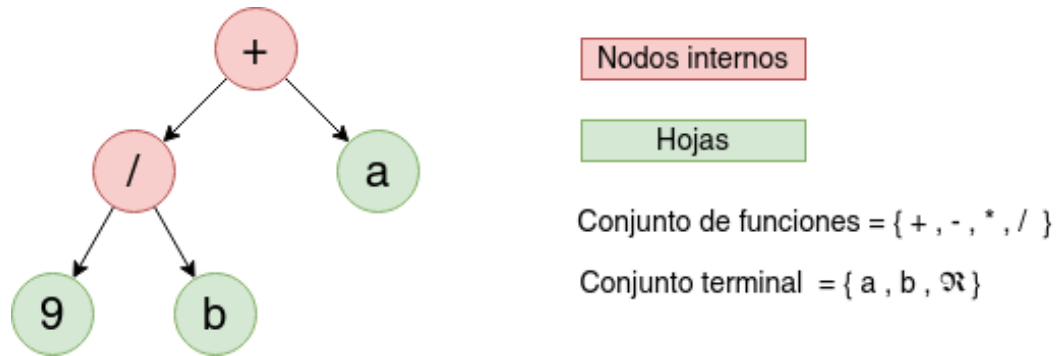 +
/
a
9
b
Nodos internos
Hojas
Conjunto de funciones = { + , - , * , / }
Conjunto terminal = { a , b , ℜ }